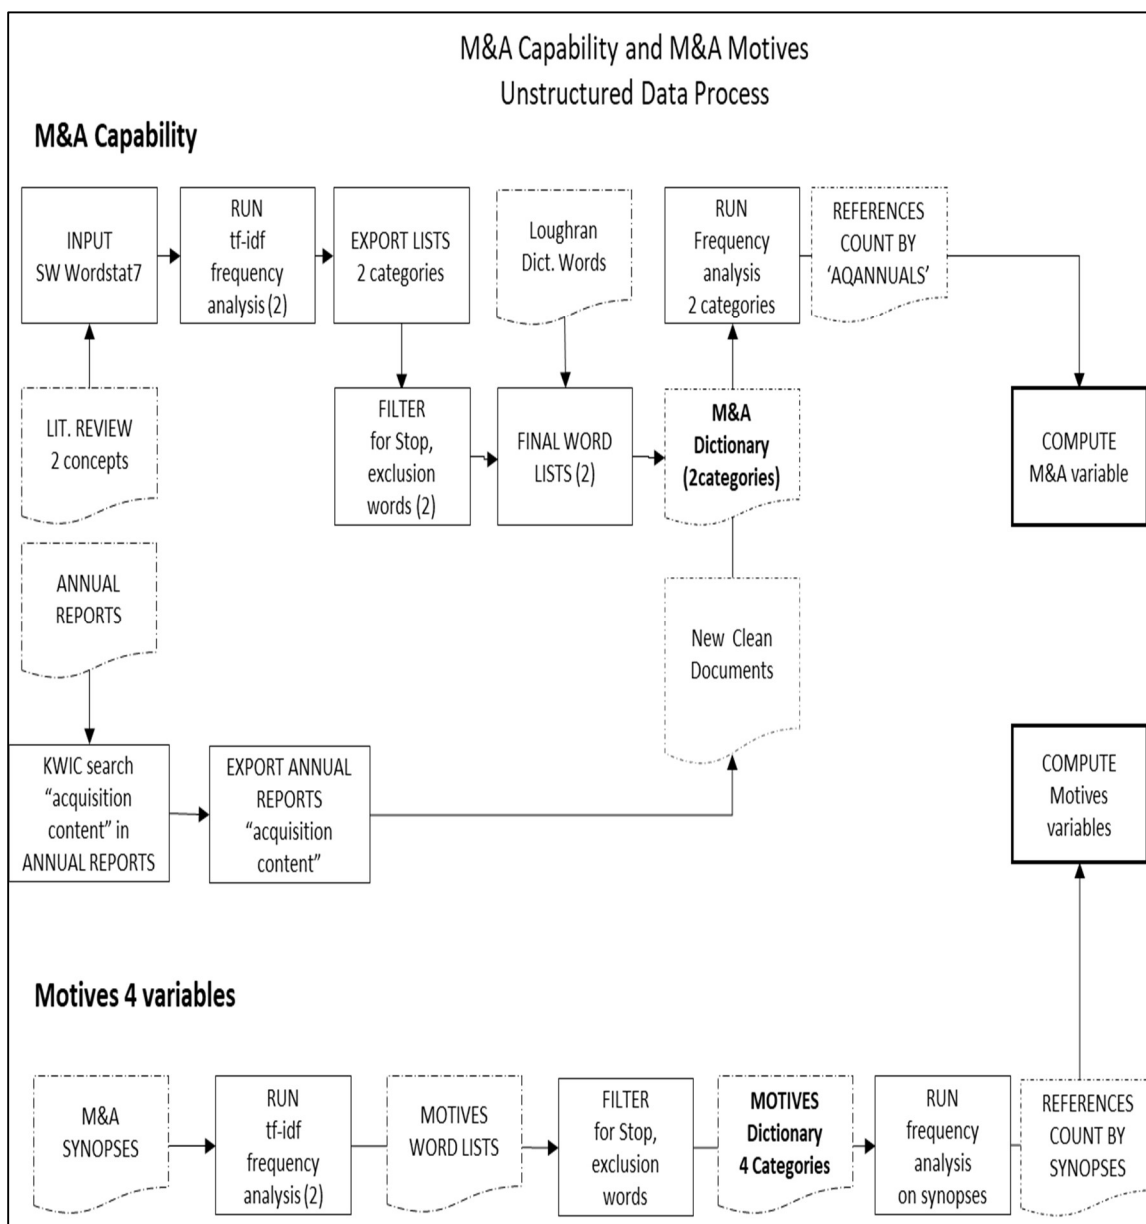 M&A Capability and M&A Motives
Unstructured Data Process
M&A Capability
INPUT
SW Wordstat7
RUN
tf-idf
frequency
analysis (2)
EXPORT LISTS
2 categories
Loughran
Dict. Words
RUN
Frequency
analysis
2 categories
REFERENCES
COUNT BY
‘AQANNUALS’
LIT. REVIEW
2 concepts
FILTER
for Stop,
exclusion
words (2)
FINAL WORD
LISTS (2)
M&A
Dictionary
(2categories)
COMPUTE
M&A variable
ANNUAL
REPORTS
New Clean
Documents
KWIC search
“acquisition
content” in
ANNUAL REPORTS
EXPORT ANNUAL
REPORTS
“acquisition
content”
COMPUTE
Motives
variables
Motives 4 variables
M&A
SYNOPSES
RUN
tf-idf
frequency
analysis (2)
MOTIVES
WORD LISTS
FILTER
for Stop,
exclusion
words
MOTIVES
Dictionary
4 Categories
RUN
frequency
analysis
on synopses
REFERENCES
COUNT BY
SYNOPSES